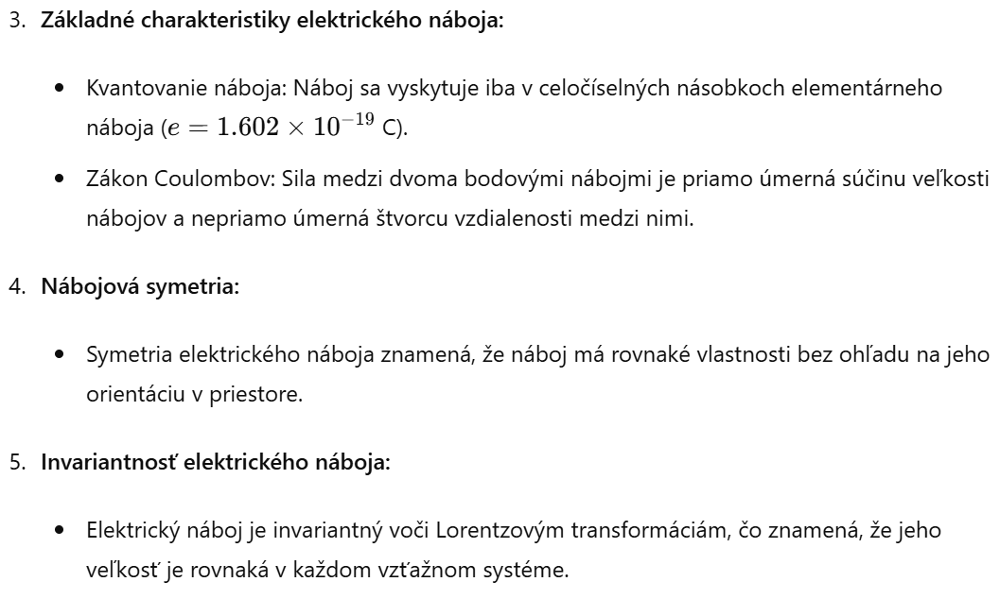 3. Základné charakteristiky elektrického náboja:
• Kvantovanie náboja: Náboj sa vyskytuje iba v celočíselných násobkoch elementárneho
náboja (e = 1.602 × 10⁻¹⁹ C).
• Zákon Coulombov: Sila medzi dvoma bodovými nábojmi je priamo úmerná súčinu veľkosti
nábojov a nepriamo úmerná štvorcu vzdialenosti medzi nimi.
4. Nábojová symetria:
• Symetria elektrického náboja znamená, že náboj má rovnaké vlastnosti bez ohľadu na jeho
orientáciu v priestore.
5. Invariantnosť elektrického náboja:
• Elektrický náboj je invariantný voči Lorentzovým transformáciám, čo znamená, že jeho
veľkosť je rovnaká v každom vzťažnom systéme.